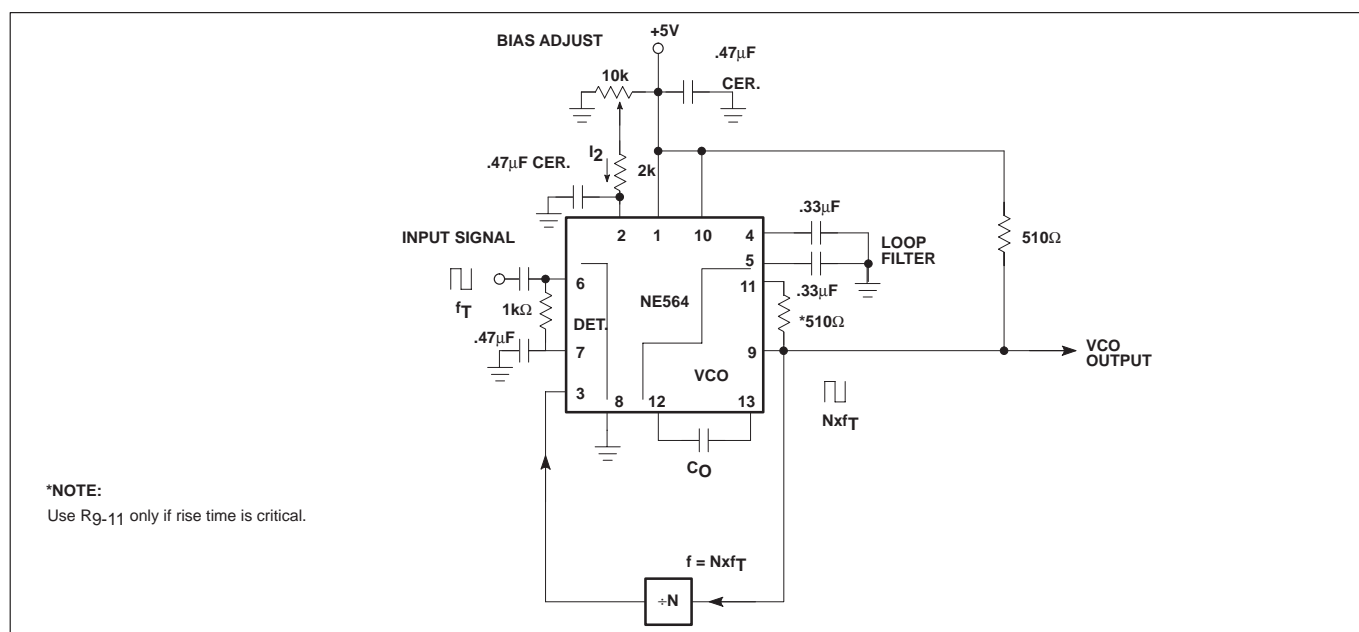 +5V
BIAS ADJUST
.47µF
CER.
10k
I2
.47µF CER.
2k
2 1 10 4
.33µF
510Ω
INPUT SIGNAL
5
LOOP
FILTER
6
11
fT
1kΩ
NE564
.33µF
*510Ω
DET.
.47µF
7
9
VCO
OUTPUT
VCO
3
8 12 13
NxfT
CO
*NOTE:
Use R9-11 only if rise time is critical.
f = NxfT
÷N